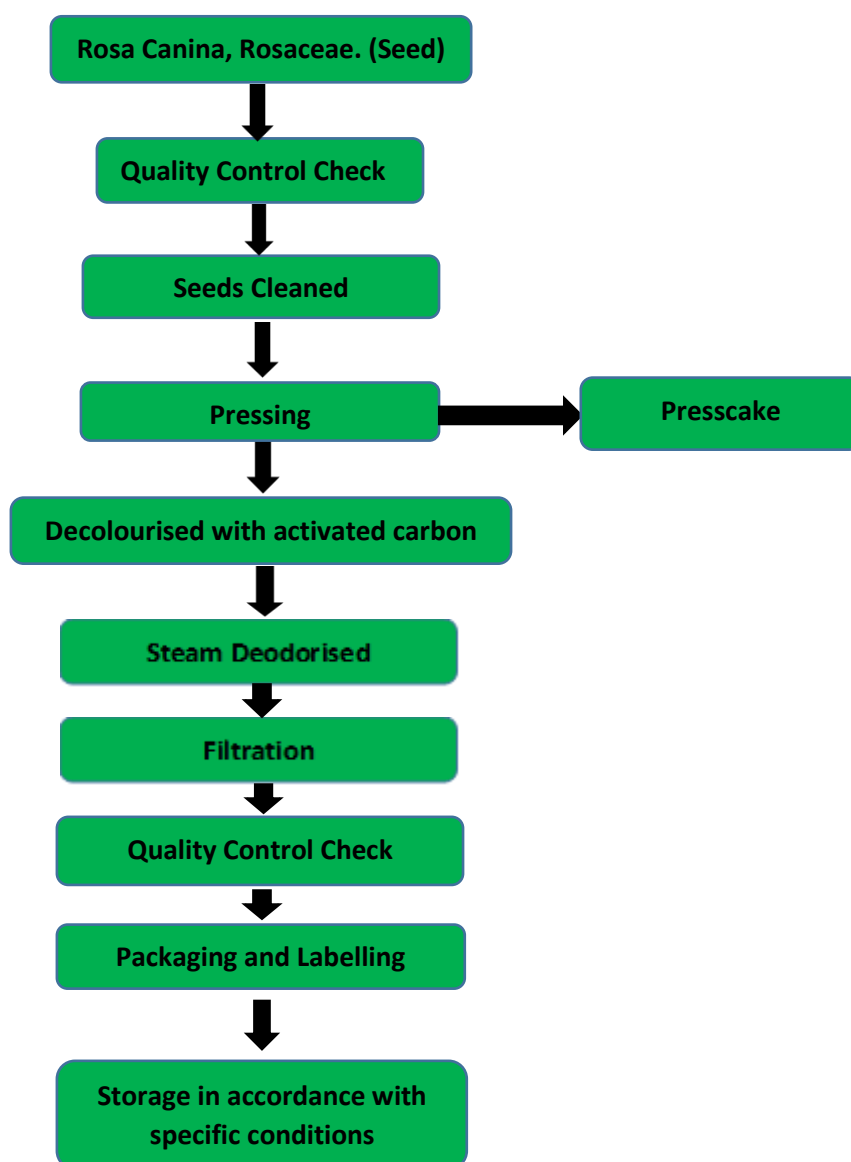 Rosa Canina, Rosaceae. (Seed)
Quality Control Check
Seeds Cleaned
Pressing
Presscake
Decolourised with activated carbon
Steam Deodorised
Filtration
Quality Control Check
Packaging and Labelling
Storage in accordance with
specific conditions